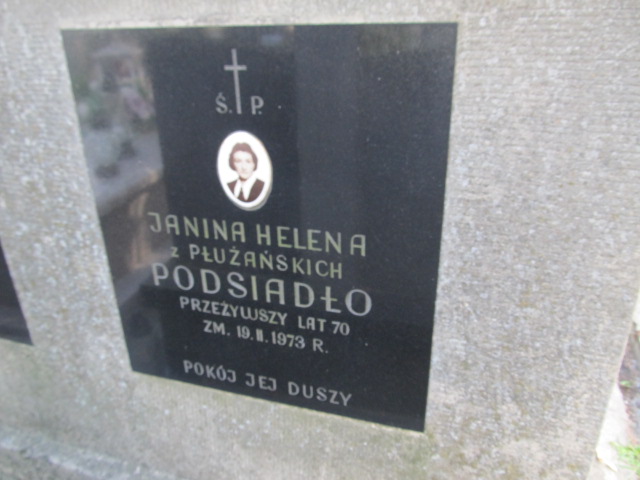 Ś. P.
JANINA HELENA
z PŁUŻAŃSKICH
PODSIADŁO
PRZEŻYWSZY LAT 70
ZM. 19.II.1973 R.
POKÓJ JEJ DUSZY